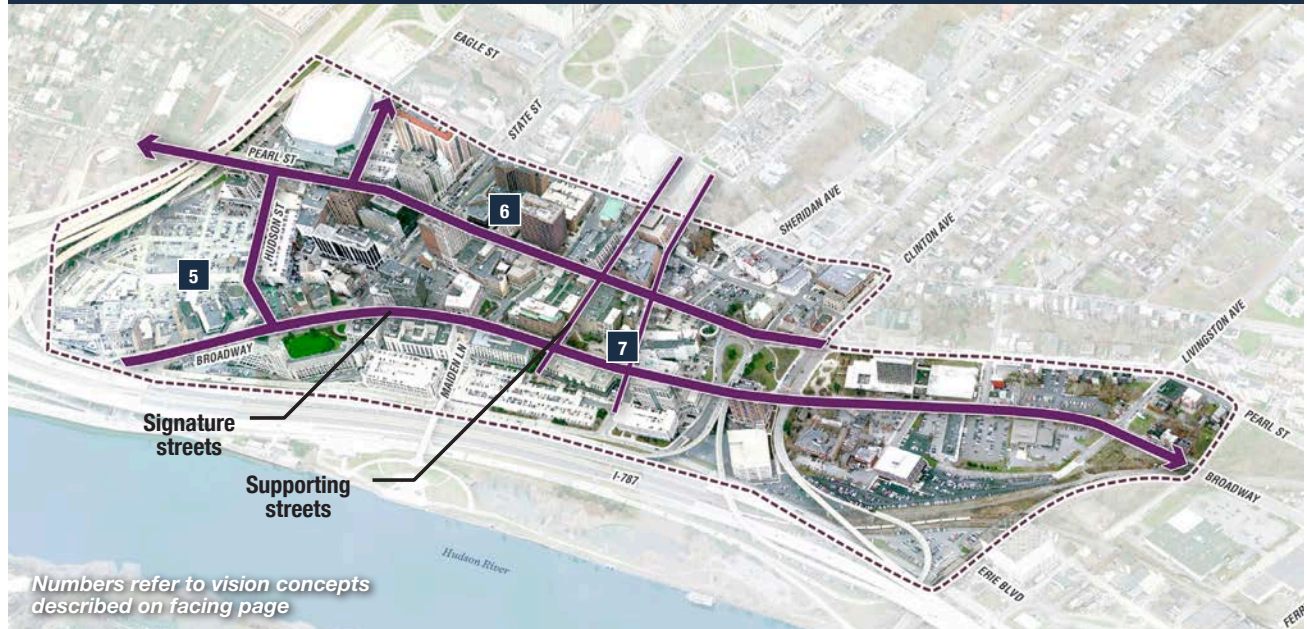 EAGLE ST
STATE ST
PEARL ST
HUDSON ST
6
5
SHERIDAN AVE
CLINTON AVE
LIVINGSTON AVE
BROADWAY
MAIDEN LN
7
Signature
streets
Supporting
streets
I-787
PEARL ST
BROADWAY
ERIE BLVD
Hudson River
Numbers refer to vision concepts
described on facing page